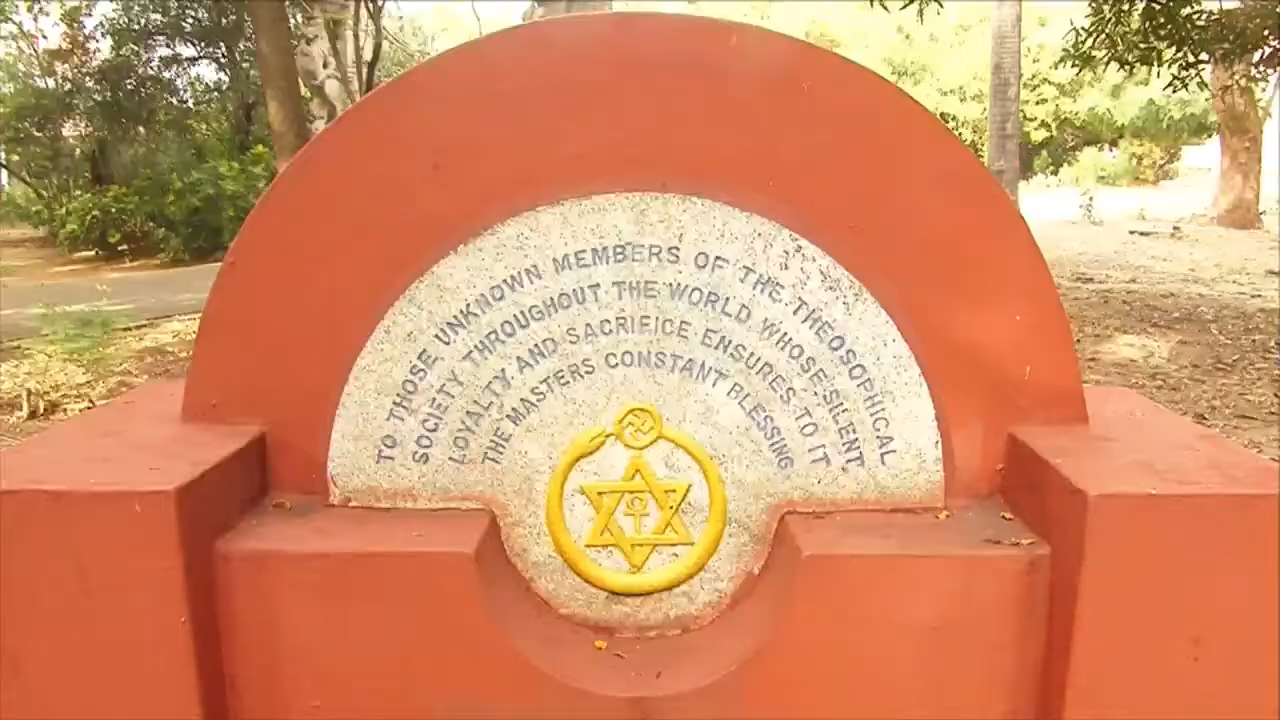 TO THOSE UNKNOWN MEMBERS OF THE THEOSOPHICAL
SOCIETY THROUGHOUT THE WORLD WHOSE SILENT
LOYALTY AND SACRIFICE ENSURES TO IT
THE MASTERS CONSTANT BLESSING